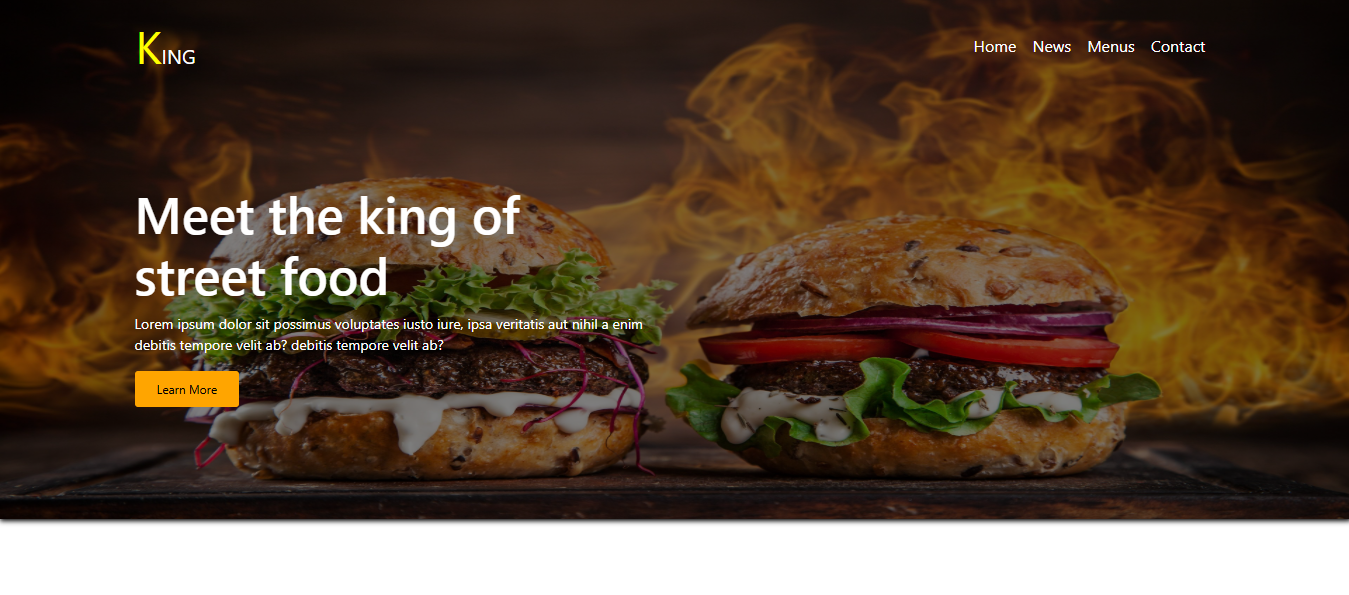 KING
Home News Menus Contact
Meet the king of
street food
Lorem ipsum dolor sit possimus voluptates iusto iure, ipsa veritatis aut nihil a enim
debitis tempore velit ab? debitis tempore velit ab?
Learn More